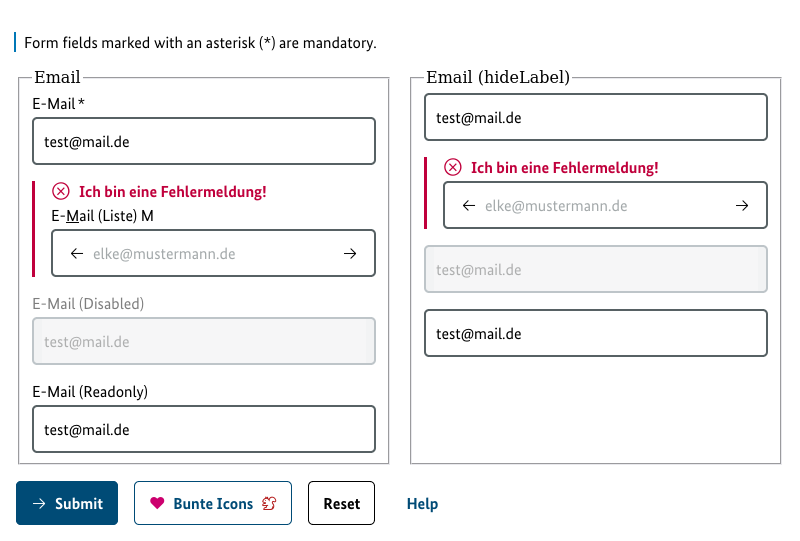 Form fields marked with an asterisk (*) are mandatory.
Email
E-Mail *
test@mail.de
Ich bin eine Fehlermeldung!
E-Mail (Liste) M
elke@mustermann.de
E-Mail (Disabled)
test@mail.de
E-Mail (Readonly)
test@mail.de
Email (hideLabel)
test@mail.de
Ich bin eine Fehlermeldung!
elke@mustermann.de
test@mail.de
test@mail.de
Submit
Bunte Icons
Reset
Help